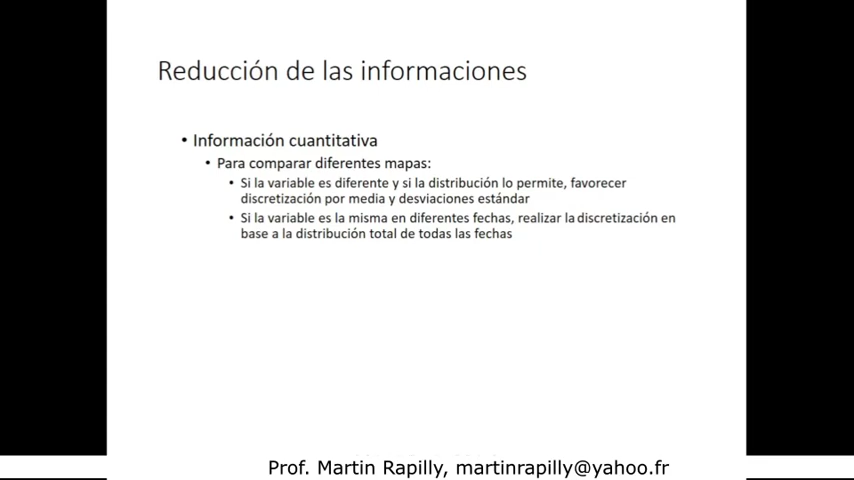 Reducción de las informaciones
• Información cuantitativa
• Para comparar diferentes mapas:
• Si la variable es diferente y si la distribución lo permite, favorecer
discretización por media y desviaciones estándar
• Si la variable es la misma en diferentes fechas, realizar la discretización en
base a la distribución total de todas las fechas
Prof. Martin Rapilly, martinrapilly@yahoo.fr